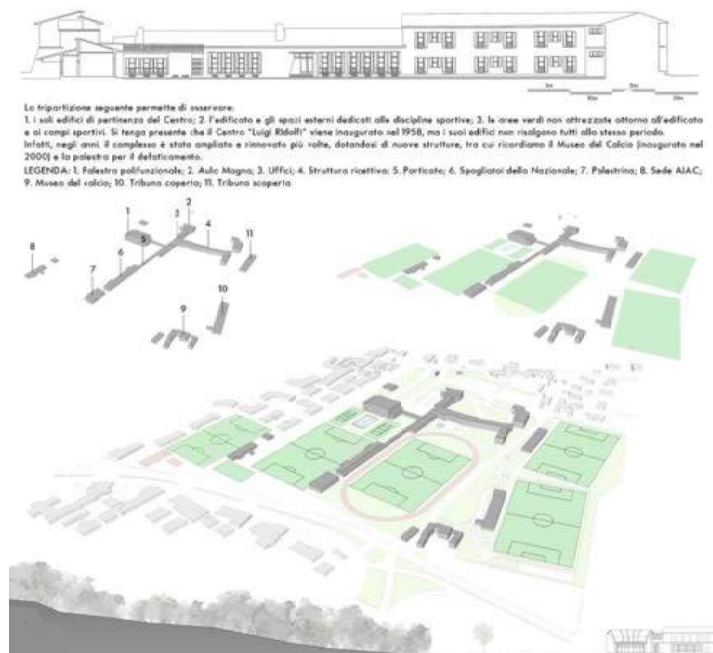 5m
10m
15m
20m
La tripartizione seguente permette di osservare:
1. i soli edifici di pertinenza del Centro; 2. l'edificato e gli spazi esterni dedicati alle discipline sportive; 3. le aree verdi non attrezzate attorno all'edificato
e ai campi sportivi. Si tenga presente che il Centro "Luigi Ridolfi" viene inaugurato nel 1958, ma i suoi edifici non risalgono tutti allo stesso periodo.
Infatti, negli anni, il complesso è stato ampliato e rinnovato più volte, dotandosi di nuove strutture, tra cui ricordiamo il Museo del Calcio (inaugurato nel
2000) e la palestra per il defaticamento.
LEGENDA: 1. Palestra polifunzionale; 2. Aula Magna; 3. Uffici; 4. Struttura ricettiva; 5. Porticato; 6. Spogliatoi della Nazionale; 7. Palestrina; 8. Sede AIAC;
9. Museo del calcio; 10. Tribuna coperta; 11. Tribuna scoperta
1
2
3
4
5
6
7
8
9
10
11